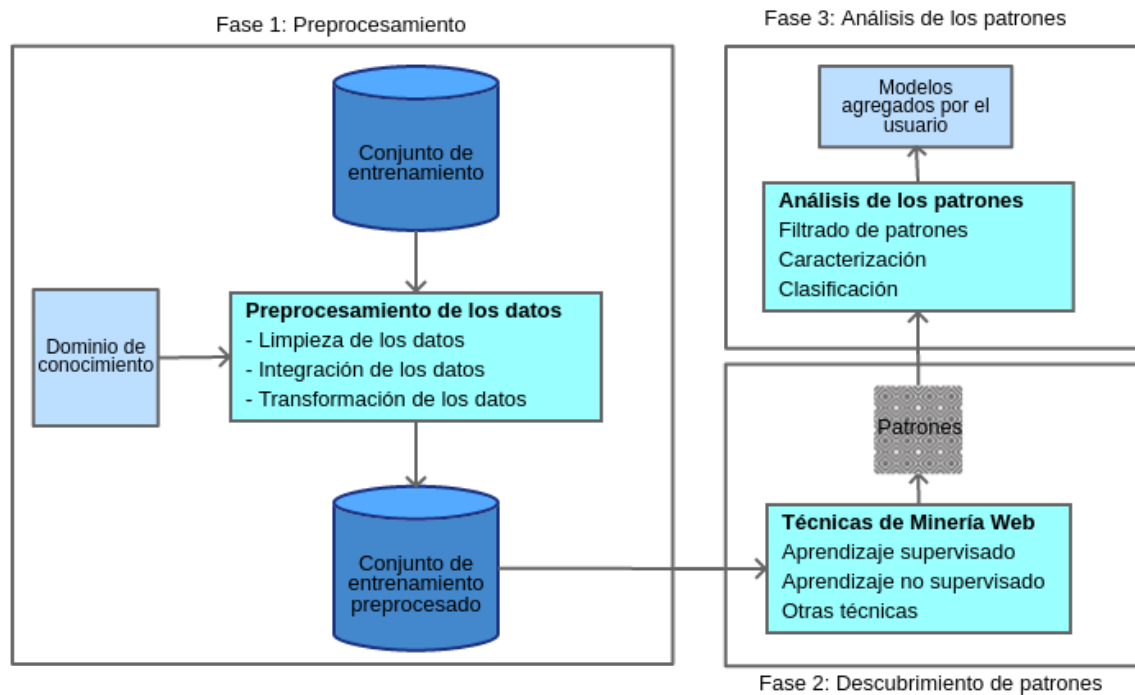 Fase 1: Preprocesamiento
Conjunto de
entrenamiento
Dominio de
conocimiento
Preprocesamiento de los datos
- Limpieza de los datos
- Integración de los datos
- Transformación de los datos
Conjunto de
entrenamiento
preprocesado
Fase 3: Análisis de los patrones
Modelos
agregados por el
usuario
Análisis de los patrones
Filtrado de patrones
Caracterización
Clasificación
Patrones
Técnicas de Minería Web
Aprendizaje supervisado
Aprendizaje no supervisado
Otras técnicas
Fase 2: Descubrimiento de patrones